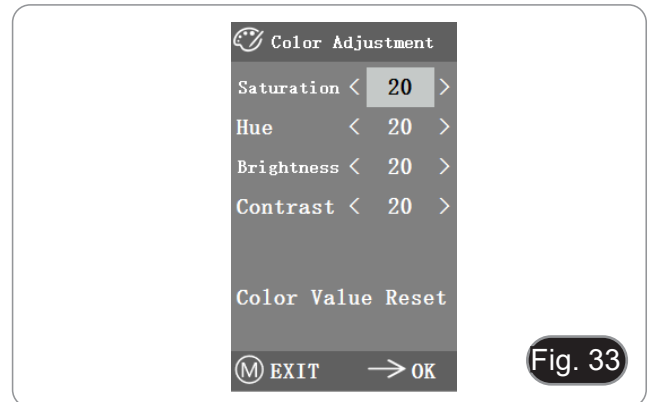 Color Adjustment
Saturation < 20 >
Hue < 20 >
Brightness < 20 >
Contrast < 20 >
Color Value Reset
M EXIT → OK
Fig. 33